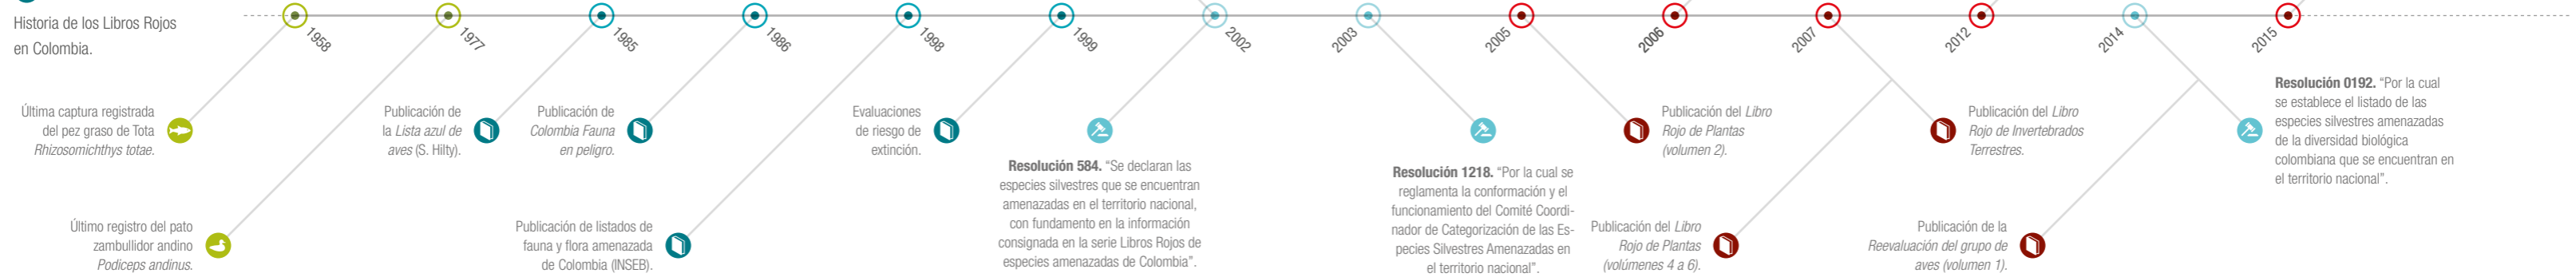 Historia de los Libros Rojos
en Colombia.
1958
1977
1985
1986
1998
1999
2002
2003
2005
2006
2007
2012
2014
2015
Última captura registrada
del pez graso de Tota
Rhizosomichthys totae.
Último registro del pato
zambullidor andino
Podiceps andinus.
Publicación de
la Lista azul de
aves (S. Hilty).
Publicación de
Colombia Fauna
en peligro.
Publicación de listados de
fauna y flora amenazada
de Colombia (INSEB).
Evaluaciones
de riesgo de
extinción.
Resolución 584. “Se declaran las
especies silvestres que se encuentran
amenazadas en el territorio nacional,
con fundamento en la información
consignada en la serie Libros Rojos de
especies amenazadas de Colombia”.
Resolución 1218. “Por la cual se
reglamenta la conformación y el
funcionamiento del Comité Coordi-
nador de Categorización de las Es-
pecies Silvestres Amenazadas en
el territorio nacional”.
Publicación del Libro
Rojo de Plantas
(volumen 2).
Publicación del Libro
Rojo de Plantas
(volúmenes 4 a 6).
Publicación del Libro
Rojo de Invertebrados
Terrestres.
Publicación de la
Reevaluación del grupo de
aves (volumen 1).
Resolución 0192. “Por la cual
se establece el listado de las
especies silvestres amenazadas
de la diversidad biológica
colombiana que se encuentran en
el territorio nacional”.